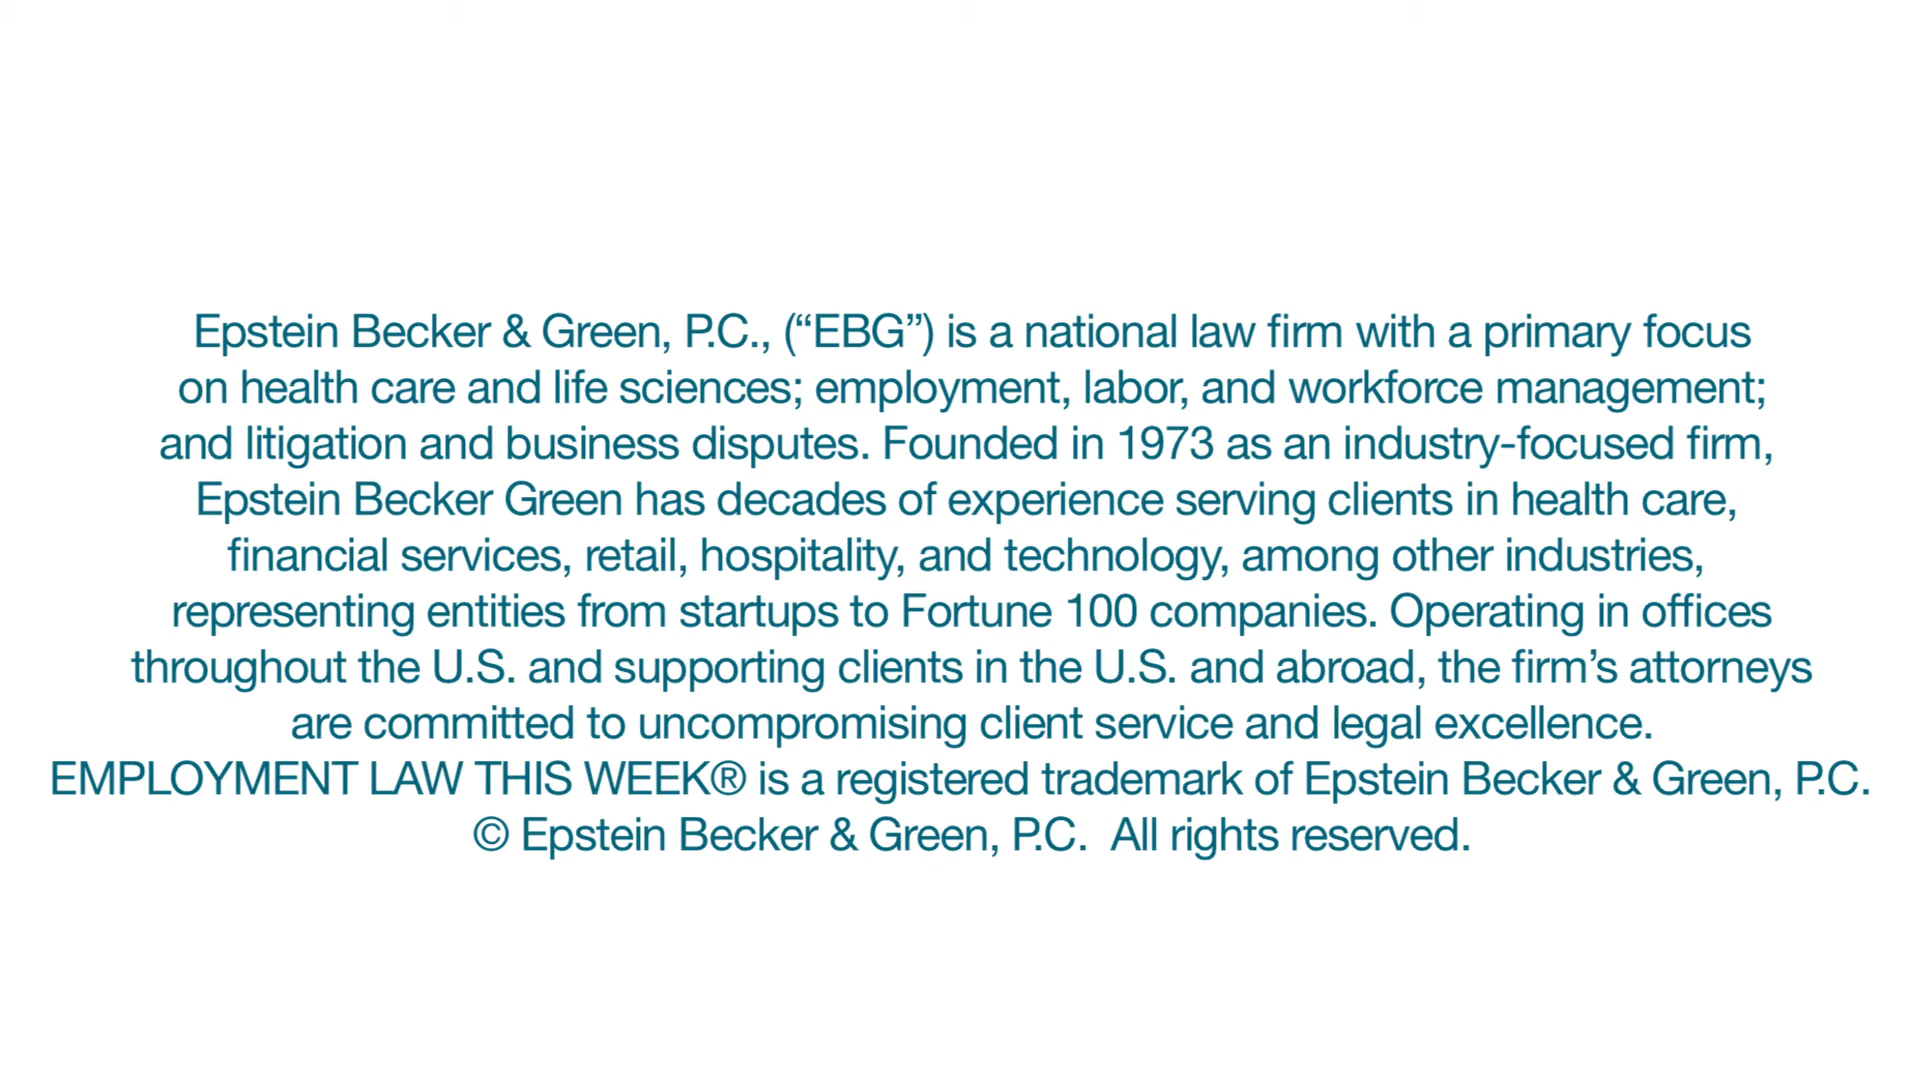 Epstein Becker & Green, P.C., (“EBG”) is a national law firm with a primary focus
on health care and life sciences; employment, labor, and workforce management;
and litigation and business disputes. Founded in 1973 as an industry-focused firm,
Epstein Becker Green has decades of experience serving clients in health care,
financial services, retail, hospitality, and technology, among other industries,
representing entities from startups to Fortune 100 companies. Operating in offices
throughout the U.S. and supporting clients in the U.S. and abroad, the firm’s attorneys
are committed to uncompromising client service and legal excellence.
EMPLOYMENT LAW THIS WEEK® is a registered trademark of Epstein Becker & Green, P.C.
© Epstein Becker & Green, P.C.  All rights reserved.